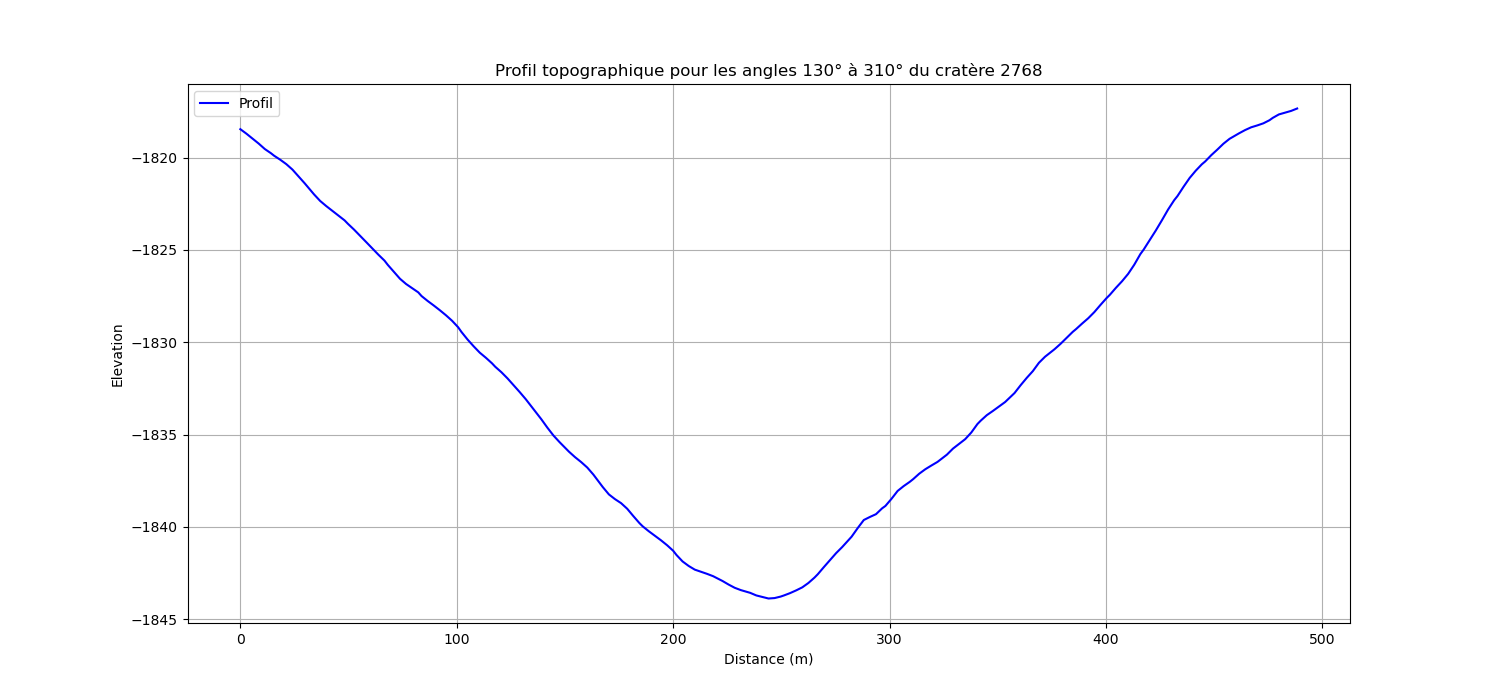 Profil topographique pour les angles 130° à 310° du cratère 2768
Profil
−1820
−1825
−1830
−1835
−1840
−1845
Elevation
0 100 200 300 400 500
Distance (m)